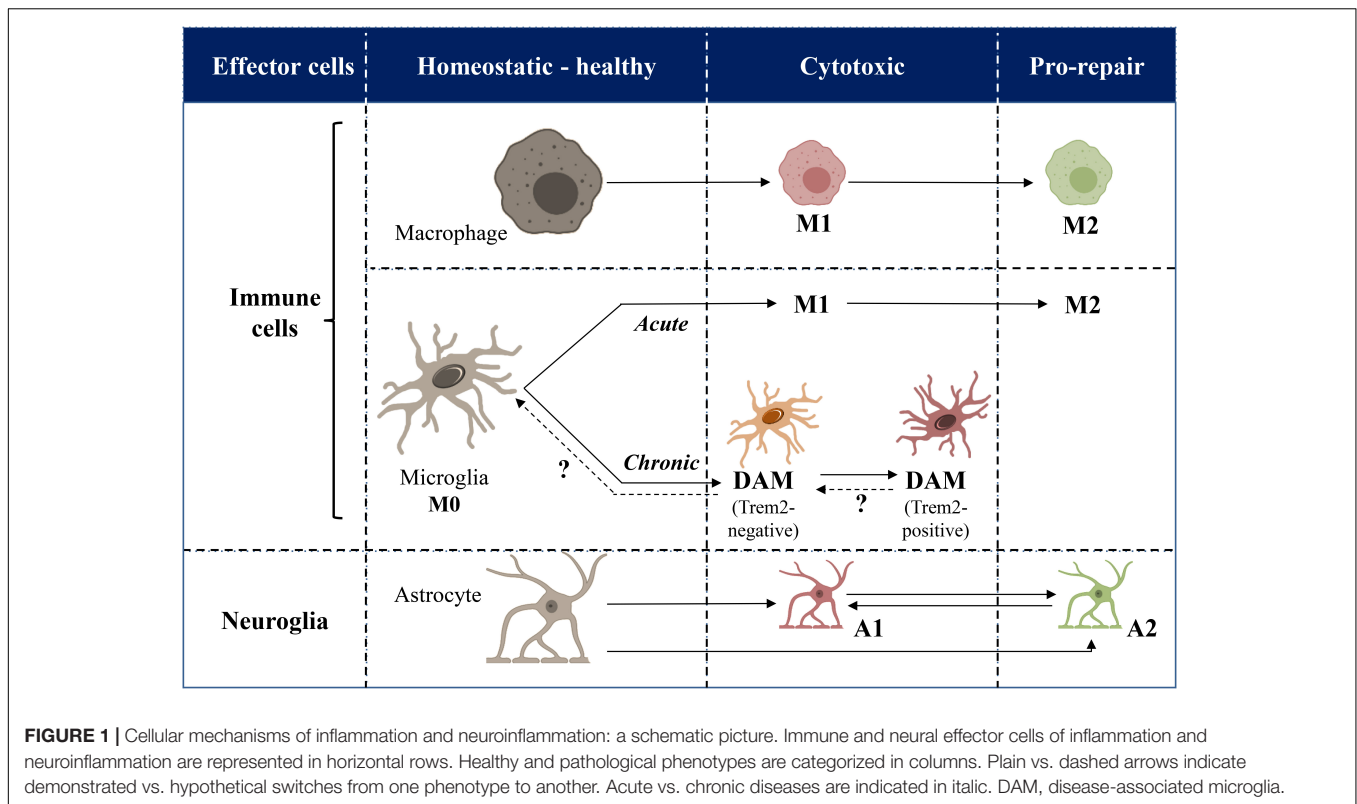 Effector cells
Homeostatic - healthy
Cytotoxic
Pro-repair
Immune
cells
Macrophage
M1
M2
Microglia
M0
Acute
M1
M2
?
Chronic
DAM
(Trem2-
negative)
?
DAM
(Trem2-
positive)
Neuroglia
Astrocyte
A1
A2
FIGURE 1 | Cellular mechanisms of inflammation and neuroinflammation: a schematic picture. Immune and neural effector cells of inflammation and
neuroinflammation are represented in horizontal rows. Healthy and pathological phenotypes are categorized in columns. Plain vs. dashed arrows indicate
demonstrated vs. hypothetical switches from one phenotype to another. Acute vs. chronic diseases are indicated in italic. DAM, disease-associated microglia.